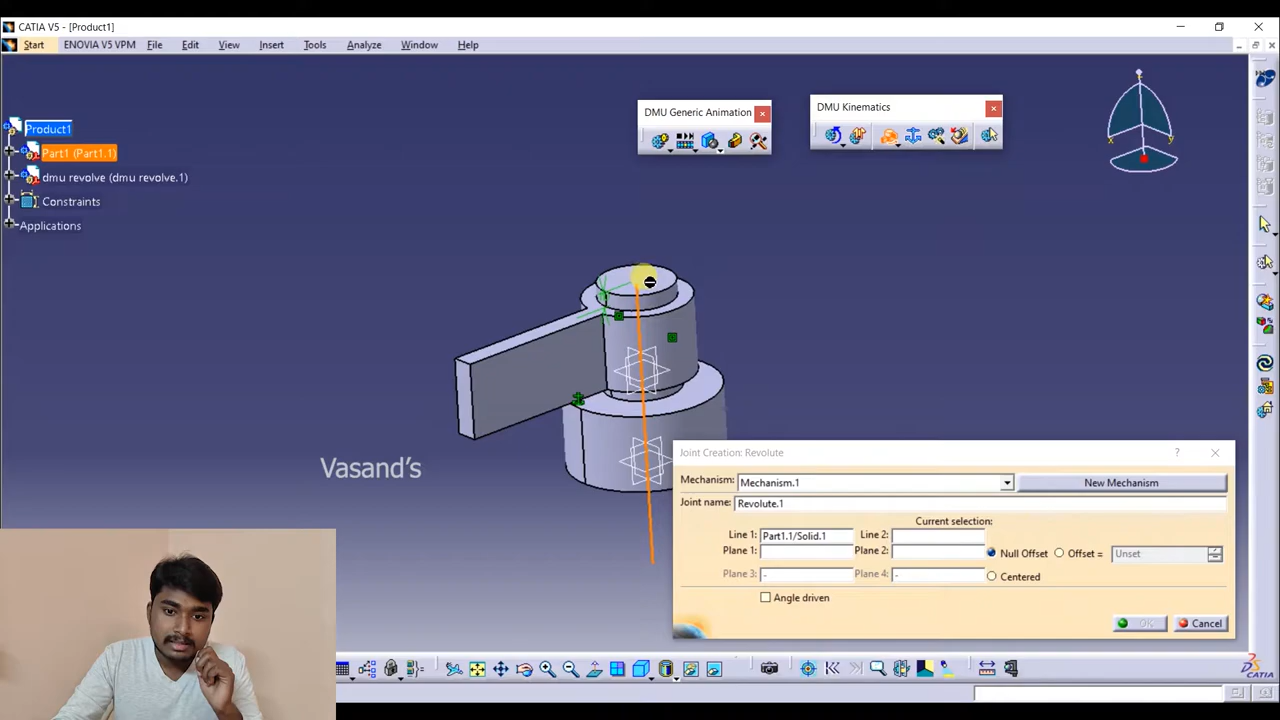 CATIA V5 - [Product1]
Start ENOVIA V5 VPM File Edit View Insert Tools Analyze Window Help
DMU Generic Animation
DMU Kinematics
Product1
Part1 (Part1.1)
dmu revolve (dmu revolve.1)
Constraints
Applications
Vasand's
Joint Creation: Revolute
Mechanism: Mechanism.1 New Mechanism
Joint name: Revolute.1
Current selection:
Line 1: Part1.1/Solid.1 Line 2:
Plane 1: Plane 2: Null Offset Offset = Unset
Plane 3: - Plane 4: - Centered
Angle driven
OK Cancel
CATIA